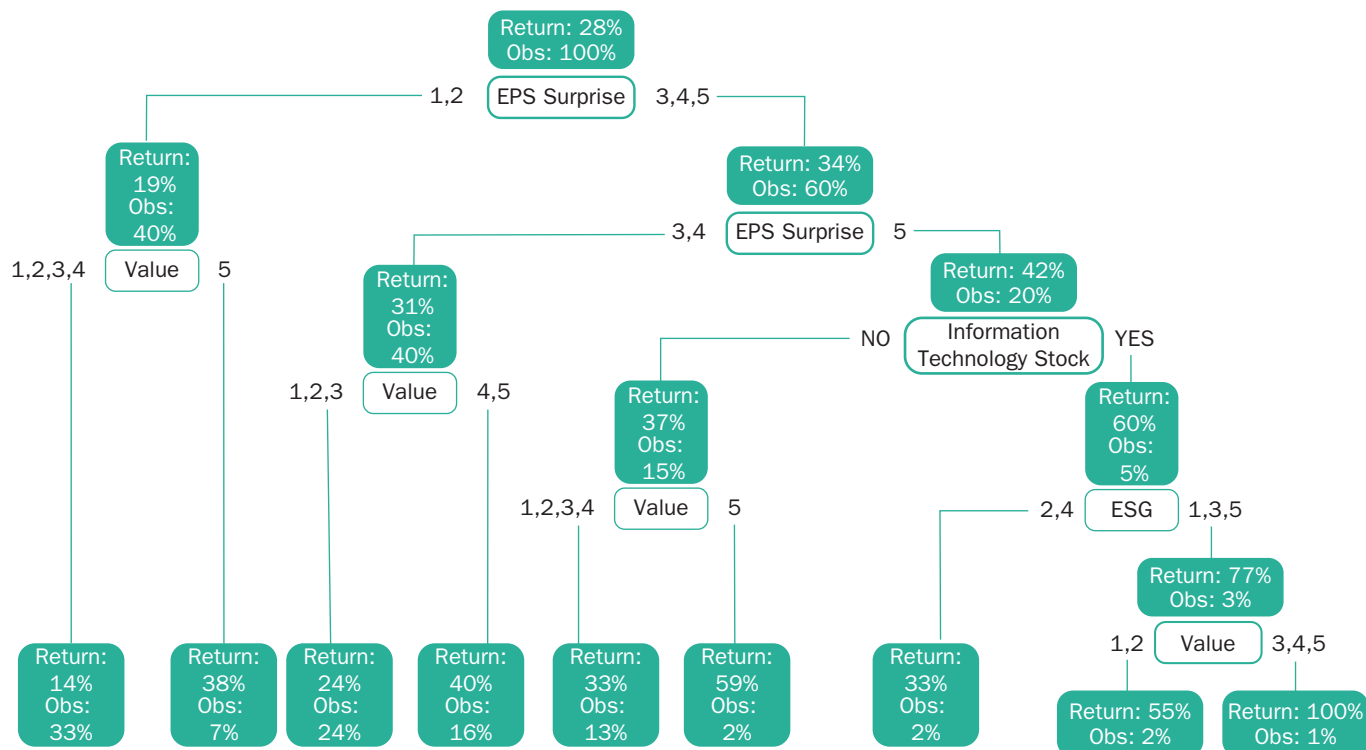 Return: 28%
Obs: 100%
1,2
EPS Surprise
3,4,5
Return:
19%
Obs:
40%
Return: 34%
Obs: 60%
3,4
EPS Surprise
5
1,2,3,4
Value
5
Return:
31%
Obs:
40%
Return: 42%
Obs: 20%
NO
Information
Technology Stock
YES
1,2,3
Value
4,5
Return:
37%
Obs:
15%
Return:
60%
Obs:
5%
1,2,3,4
Value
5
2,4
ESG
1,3,5
Return: 77%
Obs: 3%
1,2
Value
3,4,5
Return:
14%
Obs:
33%
Return:
38%
Obs:
7%
Return:
24%
Obs:
24%
Return:
40%
Obs:
16%
Return:
33%
Obs:
13%
Return:
59%
Obs:
2%
Return:
33%
Obs:
2%
Return: 55%
Obs: 2%
Return: 100%
Obs: 1%